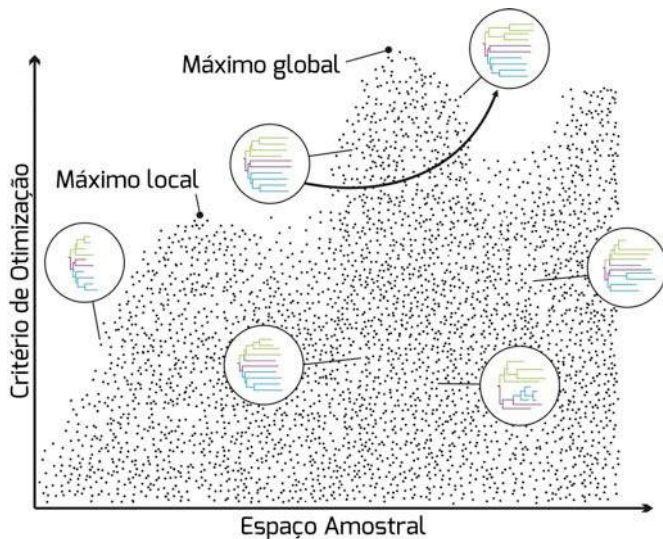 Máximo global
Máximo local
Critério de Otimização
Espaço Amostral